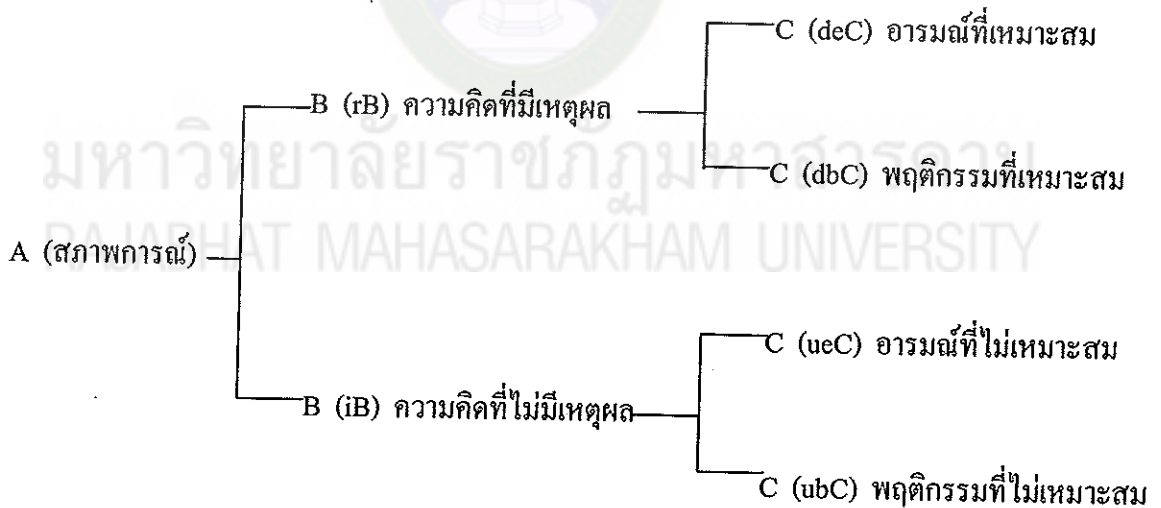 C (deC) อารมณ์ที่เหมาะสม
B (rB) ความคิดที่มีเหตุผล
มหาวิทยาลัยราชภัฏมหาสารคาม
C (dbC) พฤติกรรมที่เหมาะสม
A (สภาพการณ์)
RAJABHAT MAHASARAKHAM UNIVERSITY
C (ueC) อารมณ์ที่ไม่เหมาะสม
B (iB) ความคิดที่ไม่มีเหตุผล
C (ubC) พฤติกรรมที่ไม่เหมาะสม